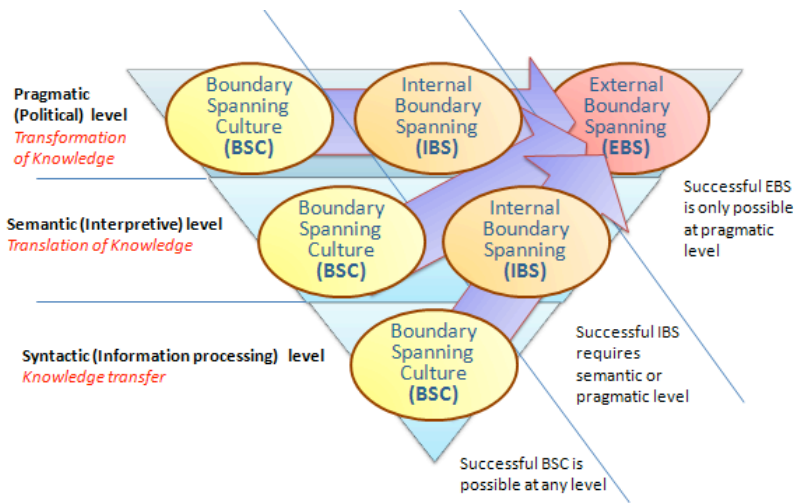 Pragmatic
(Political) level
Transformation
of Knowledge
Boundary
Spanning
Culture
(BSC)
Internal
Boundary
Spanning
(IBS)
External
Boundary
Spanning
(EBS)
Successful EBS
is only possible
at pragmatic
level
Semantic (Interpretive) level
Translation of Knowledge
Boundary
Spanning
Culture
(BSC)
Internal
Boundary
Spanning
(IBS)
Successful IBS
requires
semantic or
pragmatic level
Syntactic (Information processing) level
Knowledge transfer
Boundary
Spanning
Culture
(BSC)
Successful BSC is
possible at any level